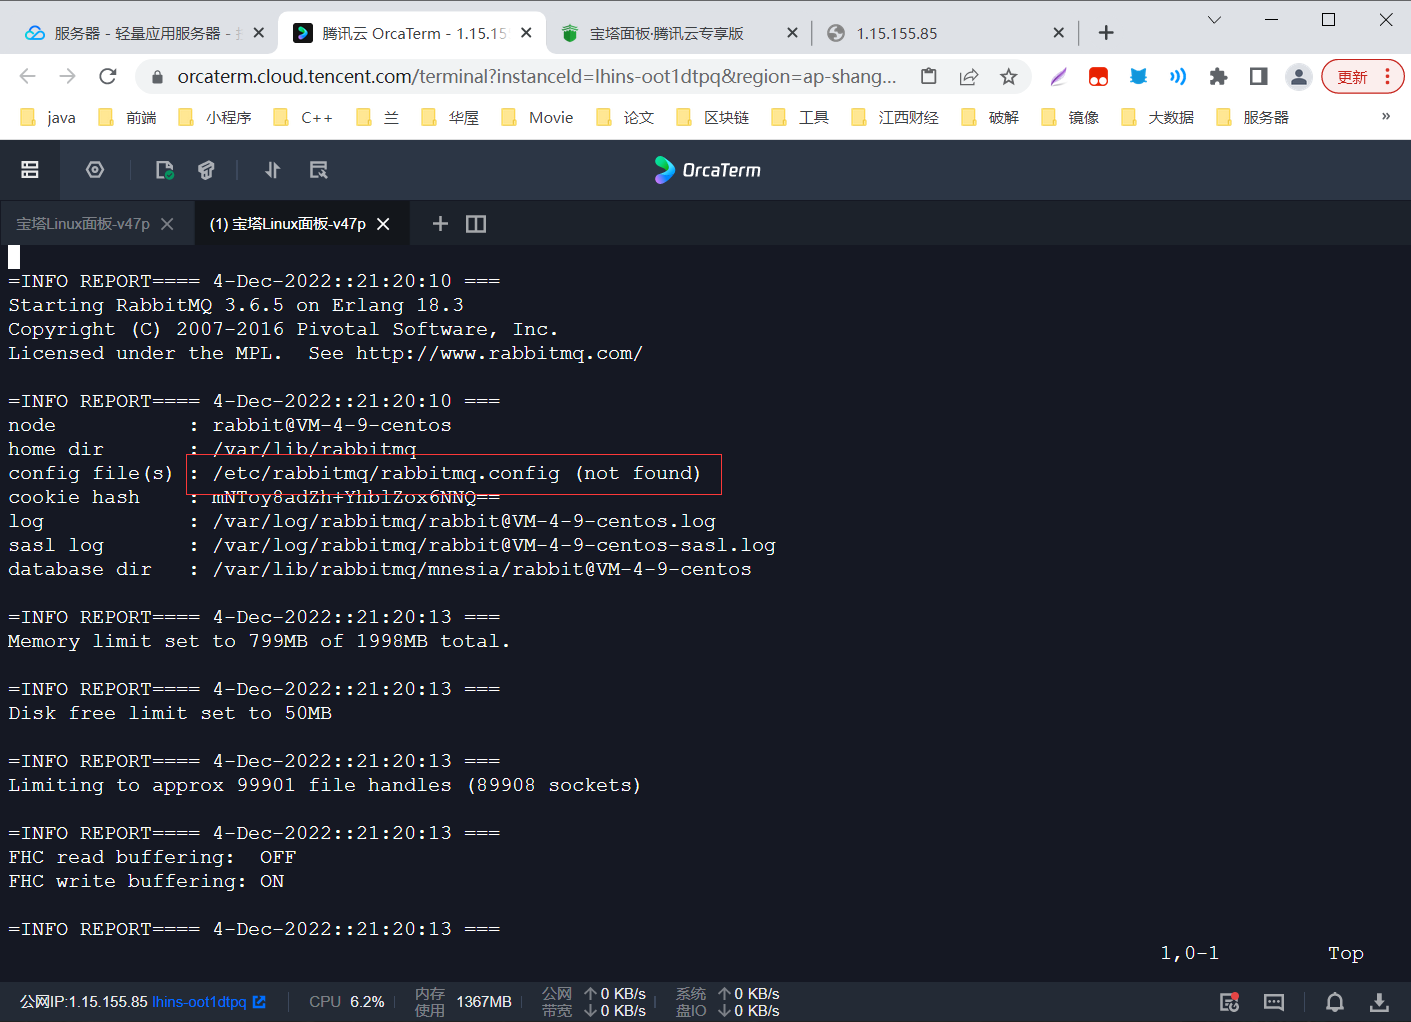 服务器 - 轻量应用服务器 -
腾讯云 OrcaTerm - 1.15.15
宝塔面板·腾讯云专享版
1.15.155.85
orcaterm.cloud.tencent.com/terminal?instanceId=lhins-oot1dtpq&region=ap-shang...
更新
java
前端
小程序
C++
兰
华屋
Movie
论文
区块链
工具
江西财经
破解
镜像
大数据
服务器
»
OrcaTerm
宝塔Linux面板-v47p
(1) 宝塔Linux面板-v47p
=INFO REPORT==== 4-Dec-2022::21:20:10 ===
Starting RabbitMQ 3.6.5 on Erlang 18.3
Copyright (C) 2007-2016 Pivotal Software, Inc.
Licensed under the MPL.  See http://www.rabbitmq.com/
=INFO REPORT==== 4-Dec-2022::21:20:10 ===
node           : rabbit@VM-4-9-centos
home dir       : /var/lib/rabbitmq
config file(s) : /etc/rabbitmq/rabbitmq.config (not found)
cookie hash    : mNToy8adZh+YhblZox6NNQ==
log            : /var/log/rabbitmq/rabbit@VM-4-9-centos.log
sasl log       : /var/log/rabbitmq/rabbit@VM-4-9-centos-sasl.log
database dir   : /var/lib/rabbitmq/mnesia/rabbit@VM-4-9-centos
=INFO REPORT==== 4-Dec-2022::21:20:13 ===
Memory limit set to 799MB of 1998MB total.
=INFO REPORT==== 4-Dec-2022::21:20:13 ===
Disk free limit set to 50MB
=INFO REPORT==== 4-Dec-2022::21:20:13 ===
Limiting to approx 99901 file handles (89908 sockets)
=INFO REPORT==== 4-Dec-2022::21:20:13 ===
FHC read buffering:  OFF
FHC write buffering: ON
=INFO REPORT==== 4-Dec-2022::21:20:13 ===
1,0-1 Top
公网IP:1.15.155.85 lhins-oot1dtpq
CPU 6.2%
内存使用 1367MB
公网带宽 ↑0 KB/s ↓0 KB/s
系统盘IO ↑0 KB/s ↓0 KB/s